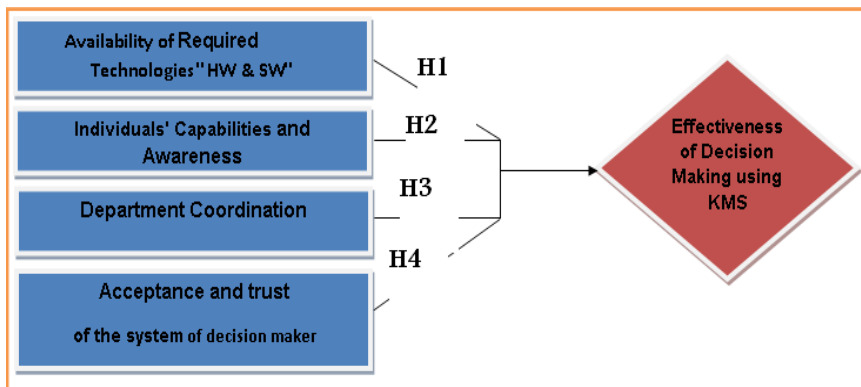 Availability of Required
Technologies" HW & SW"
H1
Individuals' Capabilities and
Awareness
H2
Department Coordination
H3
Acceptance and trust
of the system of decision maker
H4
Effectiveness
of Decision
Making using
KMS